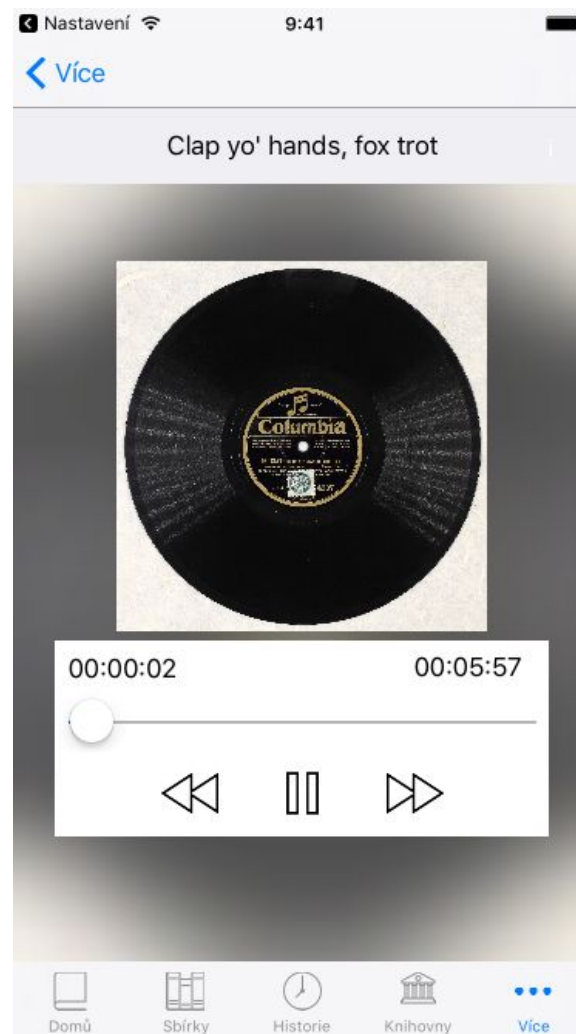 Nastavení 9:41
Více
Clap yo' hands, fox trot
Columbia
00:00:02 00:05:57
Domů Sbírky Historie Knihovny Více